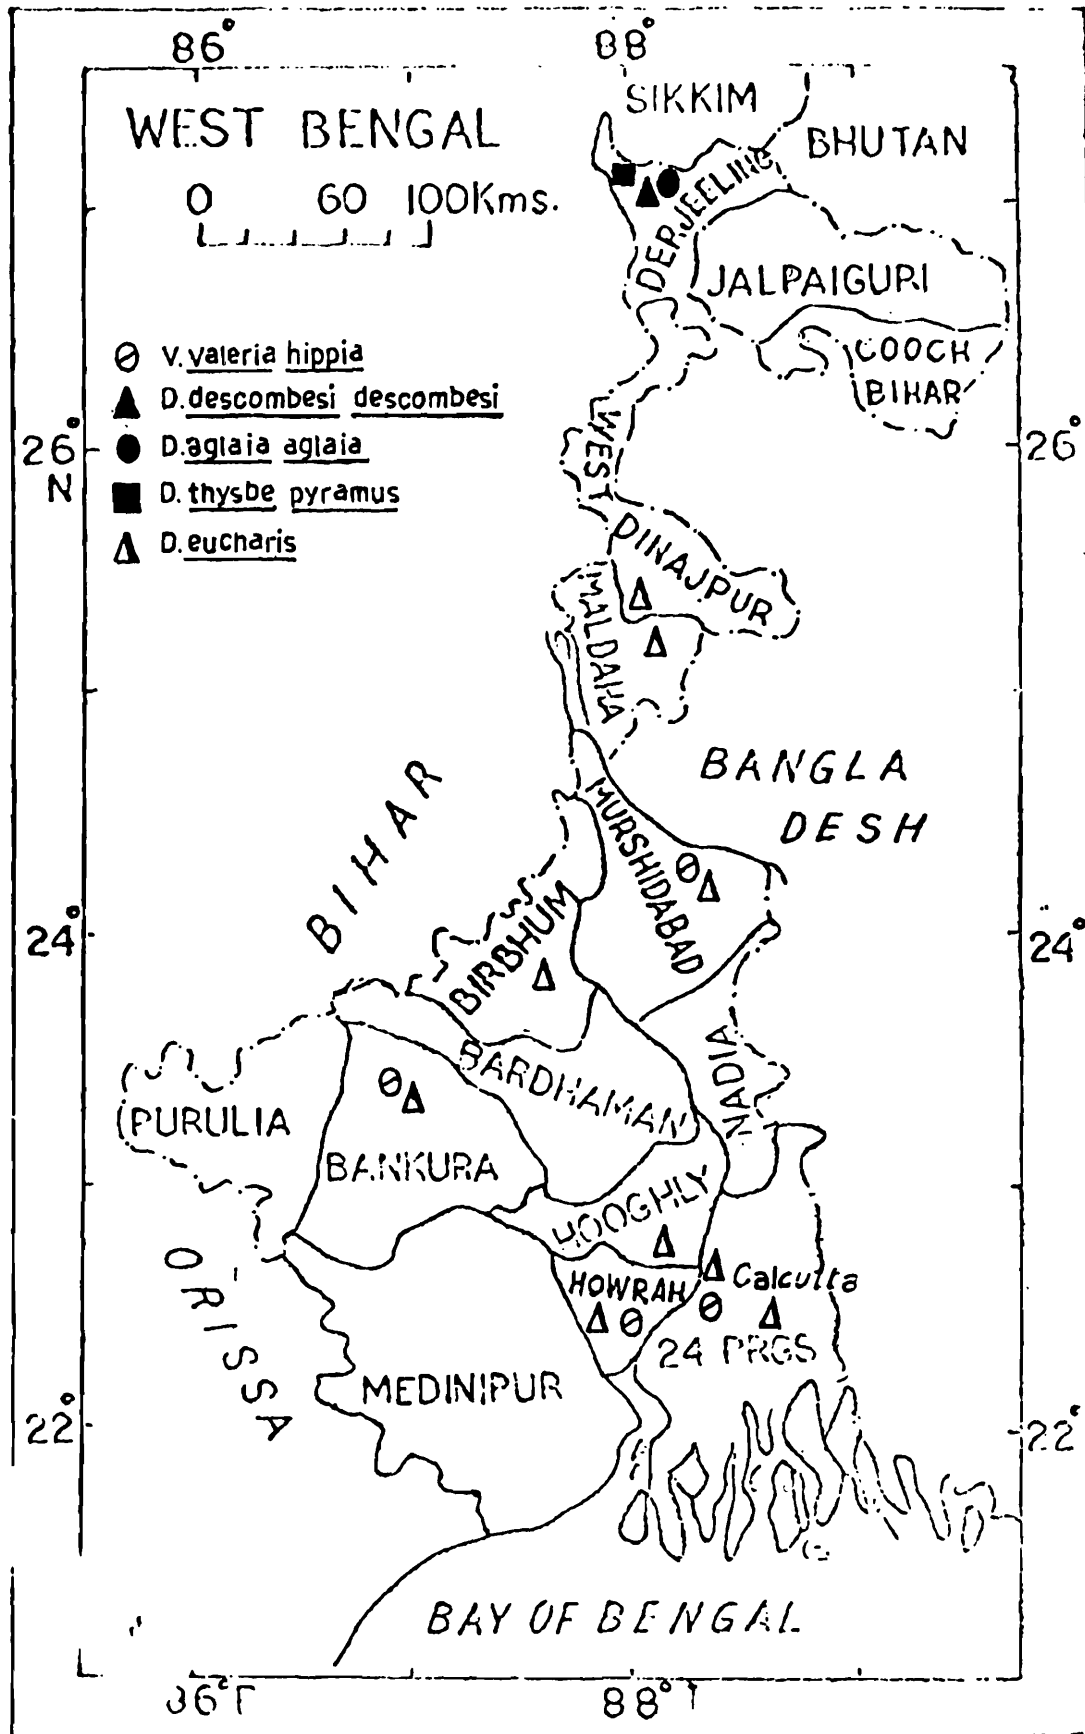 86° 88°
SIKKIM
WEST BENGAL
BHUTAN
0 60 100Kms.
DERJEELING
JALPAIGURI
V. valeria hippia
COOCH
BIHAR
D. descombesi descombesi
D. aglaia aglaia
26° 26°
N
WEST
D. thysbe pyramus
DINAJPUR
D. eucharis
MALDAHA
BANGLA
DESH
BIHAR
MURSHIDABAD
24° 24°
BIRBHUM
NADIA
BARDHAMAN
PURULIA
BANKURA
HOOGHLY
ORISSA
HOWRAH
Calcutta
24 PRGS
MEDINIPUR
22° 22°
BAY OF BENGAL
88°